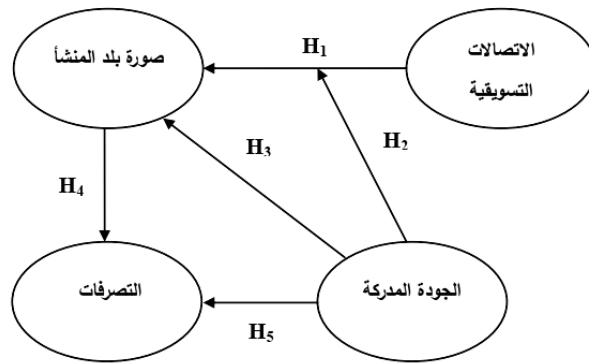 الاتصالات
التسويقية
H₁
صورة بلد المنشأ
H₂
H₃
H₄
الجودة المدركة
H₅
التصرفات